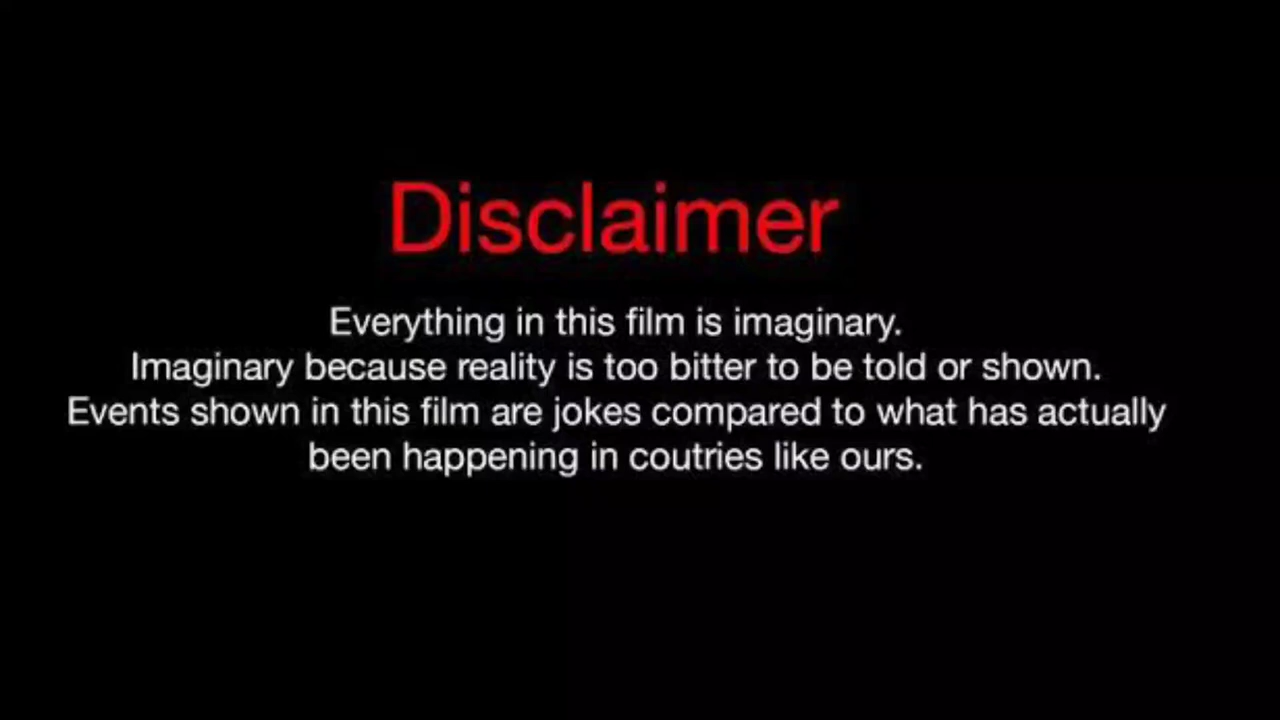 Disclaimer
Everything in this film is imaginary.
Imaginary because reality is too bitter to be told or shown.
Events shown in this film are jokes compared to what has actually
been happening in coutries like ours.